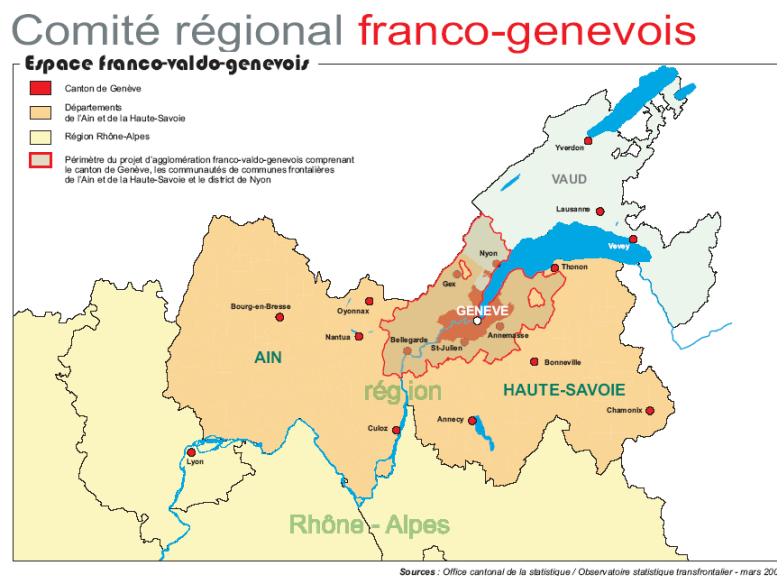 Comité régional franco-genevois
Espace franco-valdo-genevois
Canton de Genève
Départements
de l'Ain et de la Haute-Savoie
Région Rhône-Alpes
Périmètre du projet d'agglomération franco-valdo-genevois comprenant
le canton de Genève, les communautés de communes frontalières
de l'Ain et de la Haute-Savoie et le district de Nyon
Yverdon
VAUD
Lausanne
Vevey
Nyon
Thonon
Gex
Bourg-en-Bresse
Oyonnax
GENEVE
Nantua
Bellegarde
St-Julien
Annemasse
AIN
Bonneville
région
HAUTE-SAVOIE
Chamonix
Annecy
Culoz
Lyon
Rhône - Alpes
Sources : Office cantonal de la statistique / Observatoire statistique transfrontalier - mars